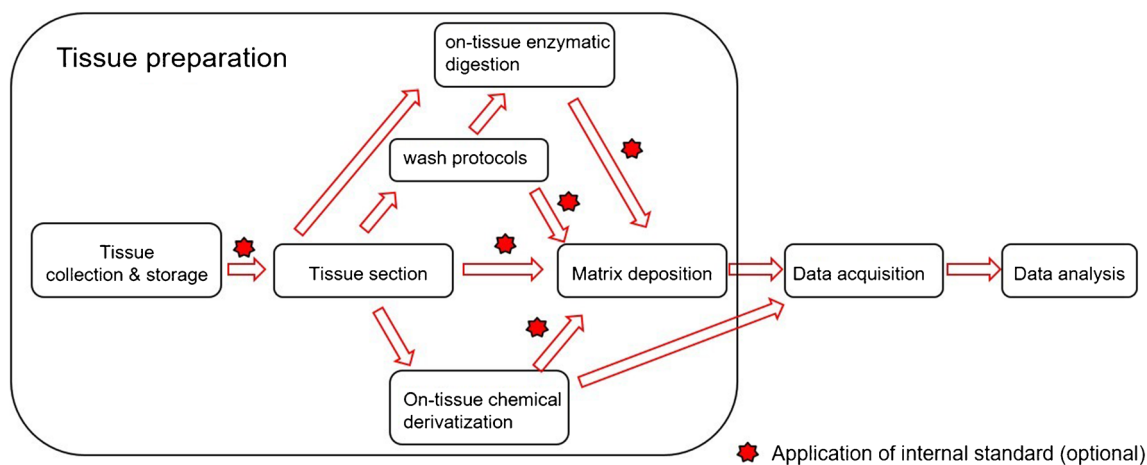 Tissue preparation
on-tissue enzymatic
digestion
wash protocols
Tissue
collection & storage
Tissue section
Matrix deposition
Data acquisition
Data analysis
On-tissue chemical
derivatization
Application of internal standard (optional)